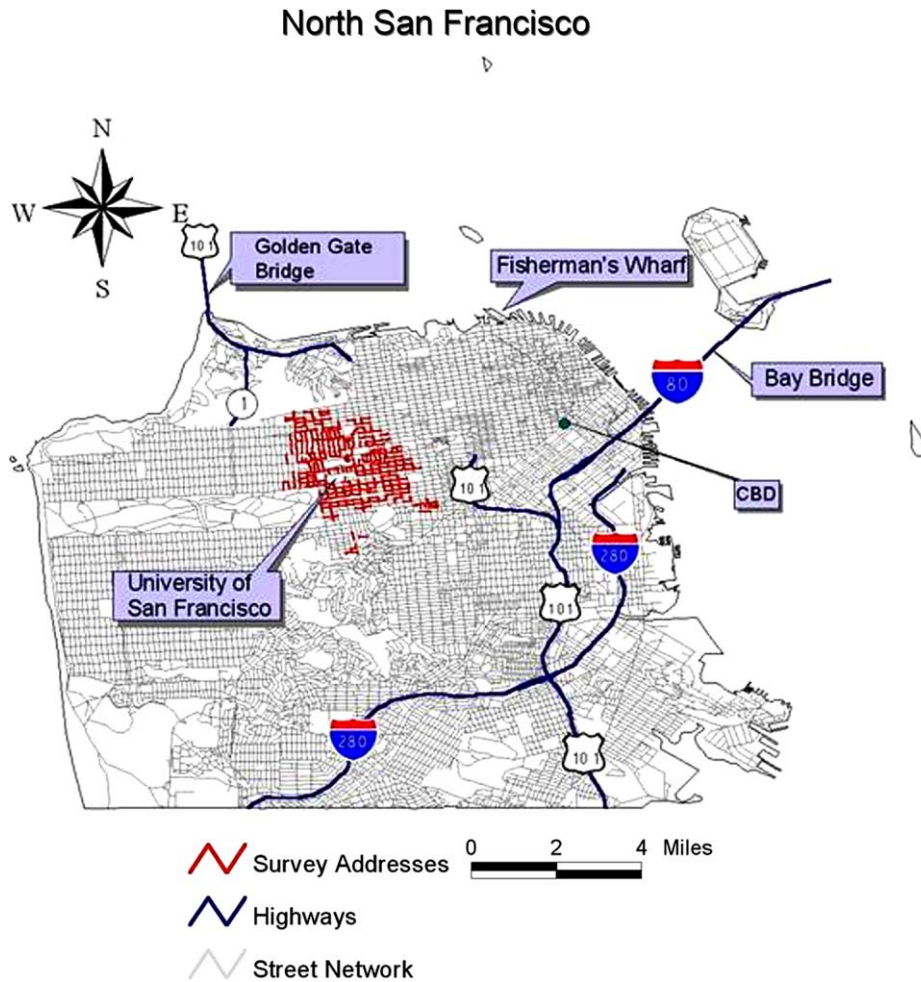 North San Francisco
N
W
E
S
101
Golden Gate
Bridge
Fisherman's Wharf
80
Bay Bridge
1
101
CBD
280
University of
San Francisco
101
280
101
0 2 4 Miles
Survey Addresses
Highways
Street Network